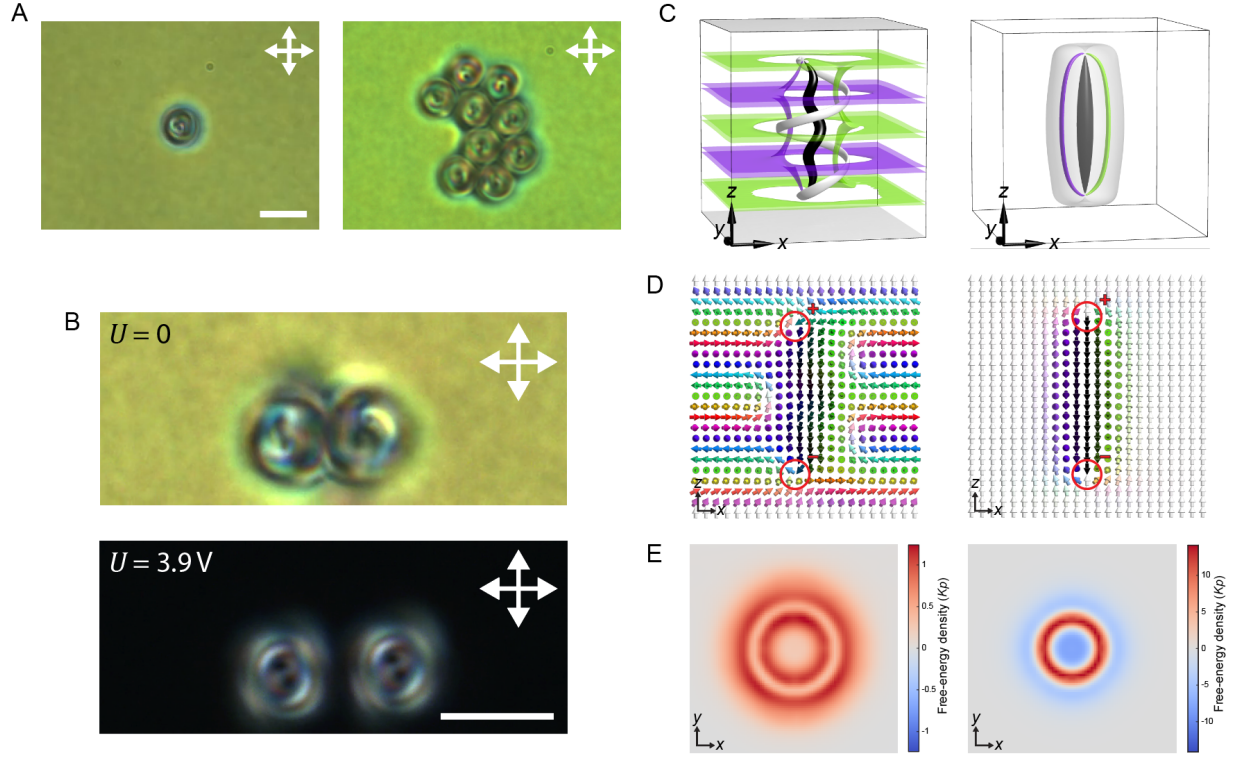 A
B
U = 0
U = 3.9 V
C
z
y
x
z
y
x
D
+
−
z
x
+
−
z
x
E
y
x
1
0.5
0
-0.5
-1
Free-energy density (Kp)
y
x
10
5
0
-5
-10
Free-energy density (Kp)